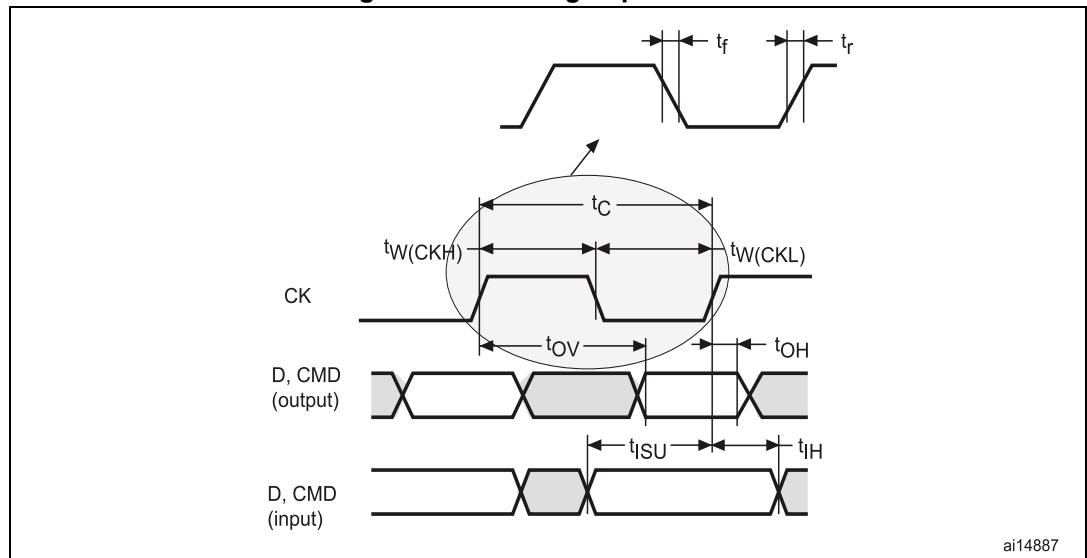 tf
tr
tC
tW(CKH)
tW(CKL)
CK
tOV
tOH
D, CMD
(output)
tISU
tIH
D, CMD
(input)
ai14887